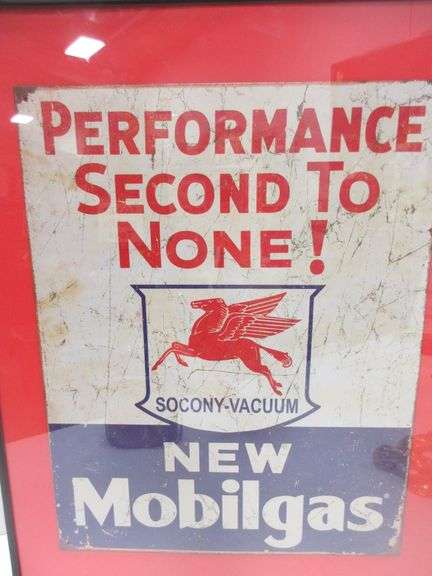 PERFORMANCE
SECOND TO
NONE!
SOCONY-VACUUM
NEW
Mobilgas